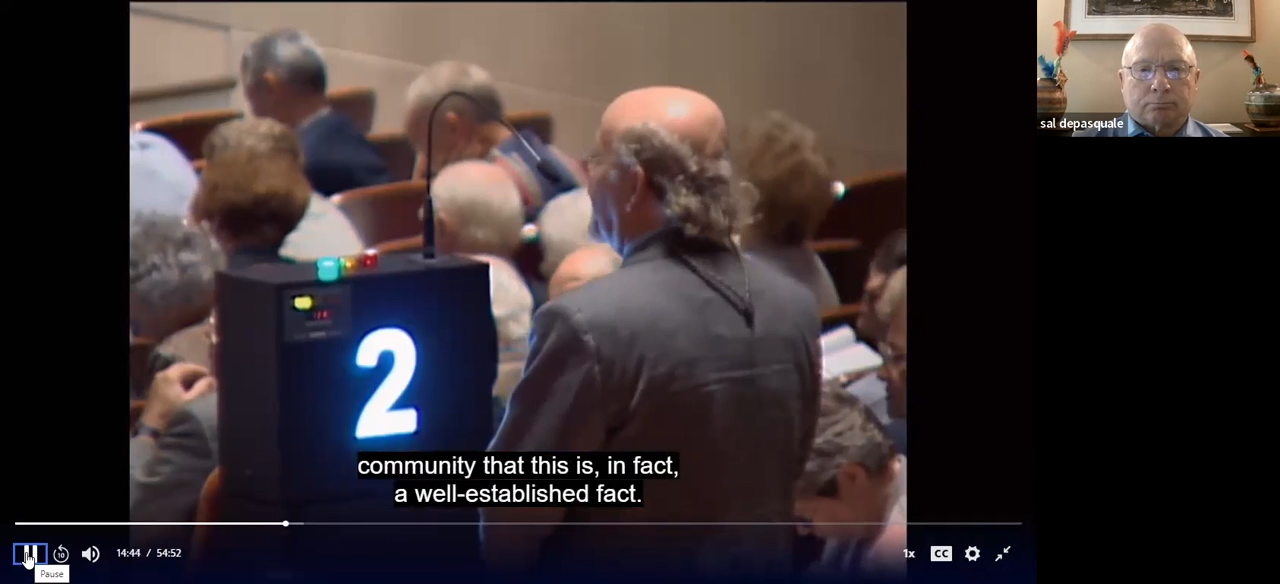 sal depasquale
2
community that this is, in fact,
a well-established fact.
14:44 / 54:52
1x
CC
10
Pause